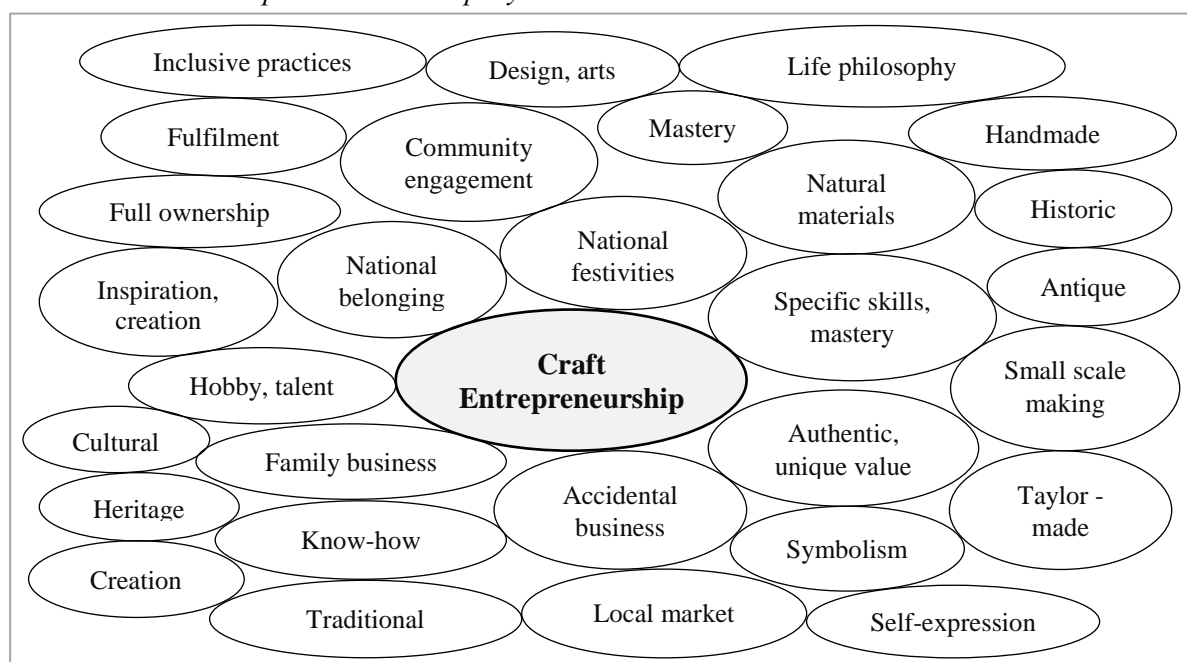 Inclusive practices
Design, arts
Life philosophy
Fulfilment
Community
engagement
Mastery
Handmade
Full ownership
Natural
materials
Historic
National
belonging
National
festivities
Inspiration,
creation
Specific skills,
mastery
Antique
Hobby, talent
Craft
Entrepreneurship
Small scale
making
Cultural
Family business
Authentic,
unique value
Heritage
Accidental
business
Taylor -
made
Know-how
Symbolism
Creation
Traditional
Local market
Self-expression